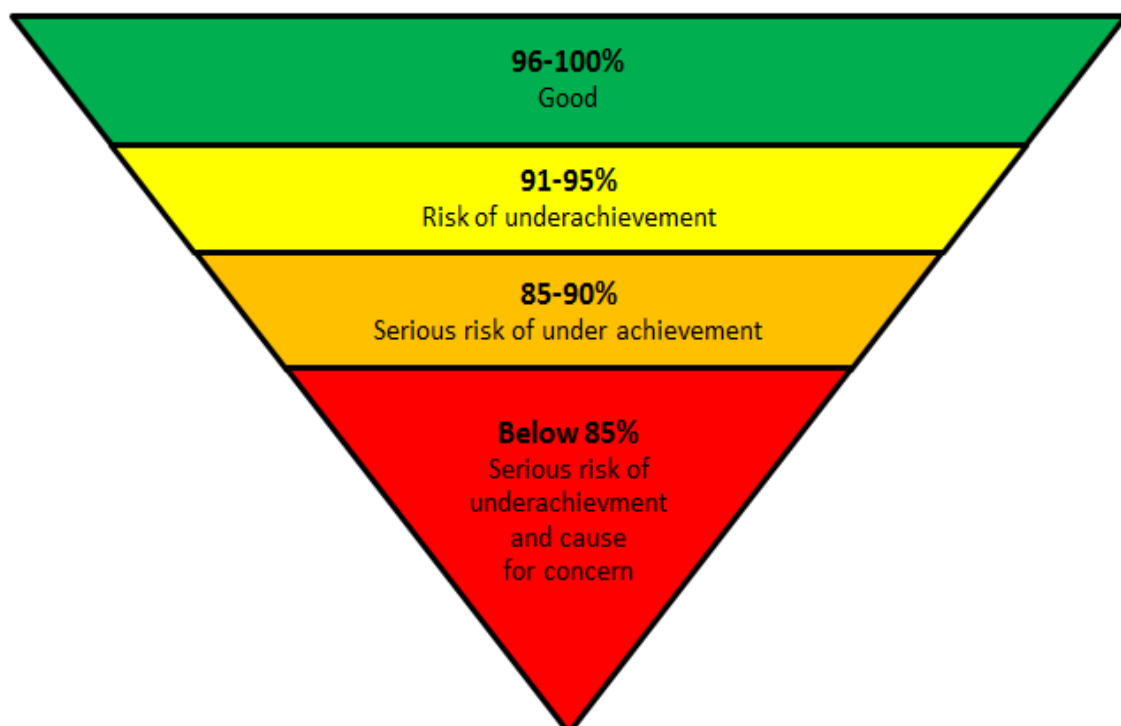 96-100%
Good
91-95%
Risk of underachievement
85-90%
Serious risk of under achievement
Below 85%
Serious risk of
underachievment
and cause
for concern